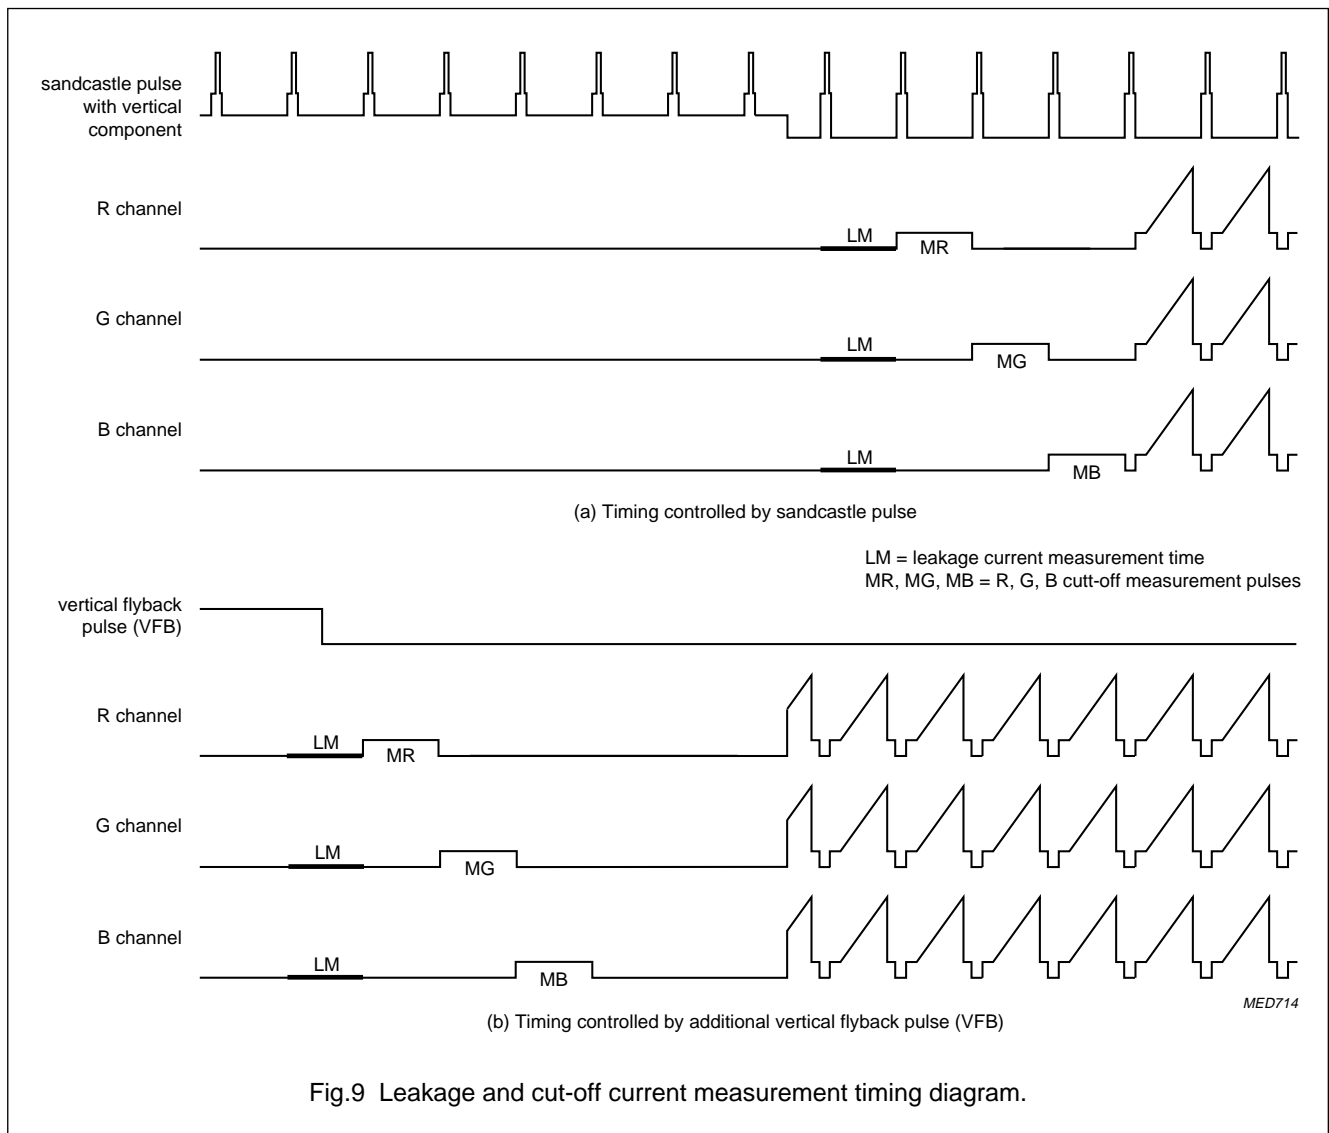 sandcastle pulse
with vertical
component
R channel
LM
MR
G channel
LM
MG
B channel
LM
MB
(a) Timing controlled by sandcastle pulse
LM = leakage current measurement time
MR, MG, MB = R, G, B cutt-off measurement pulses
vertical flyback
pulse (VFB)
R channel
LM
MR
G channel
LM
MG
B channel
LM
MB
MED714
(b) Timing controlled by additional vertical flyback pulse (VFB)
Fig.9 Leakage and cut-off current measurement timing diagram.